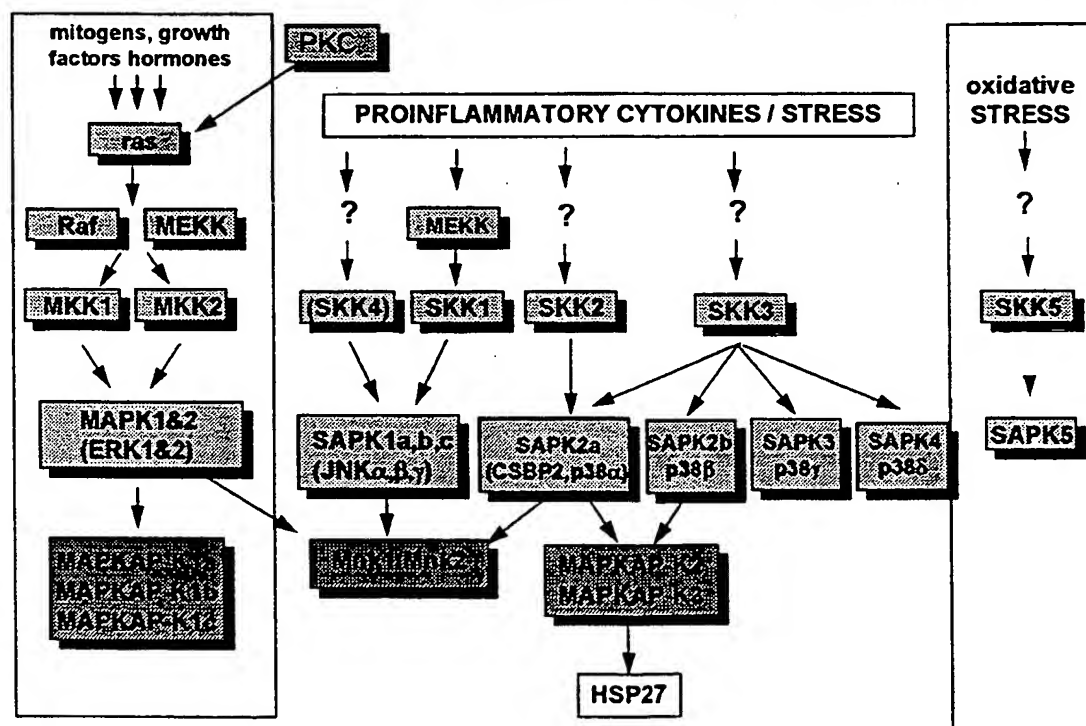 mitogens, growth
factors hormones
PKC
PROINFLAMMATORY CYTOKINES / STRESS
oxidative
STRESS
ras
?
?
?
?
Raf
MEKK
MEKK
MKK1
MKK2
(SKK4)
SKK1
SKK2
SKK3
SKK5
MAPK1&2
(ERK1&2)
SAPK1a,b,c
(JNKα,β,γ)
SAPK2a
(CSBP2,p38α)
SAPK2b
p38β
SAPK3
p38γ
SAPK4
p38δ
SAPK5
MAPKAP-K1a
MAPKAP-K1b
MAPKAP-K1c
MAPKAP-K2
MAPKAP-K3
HSP27